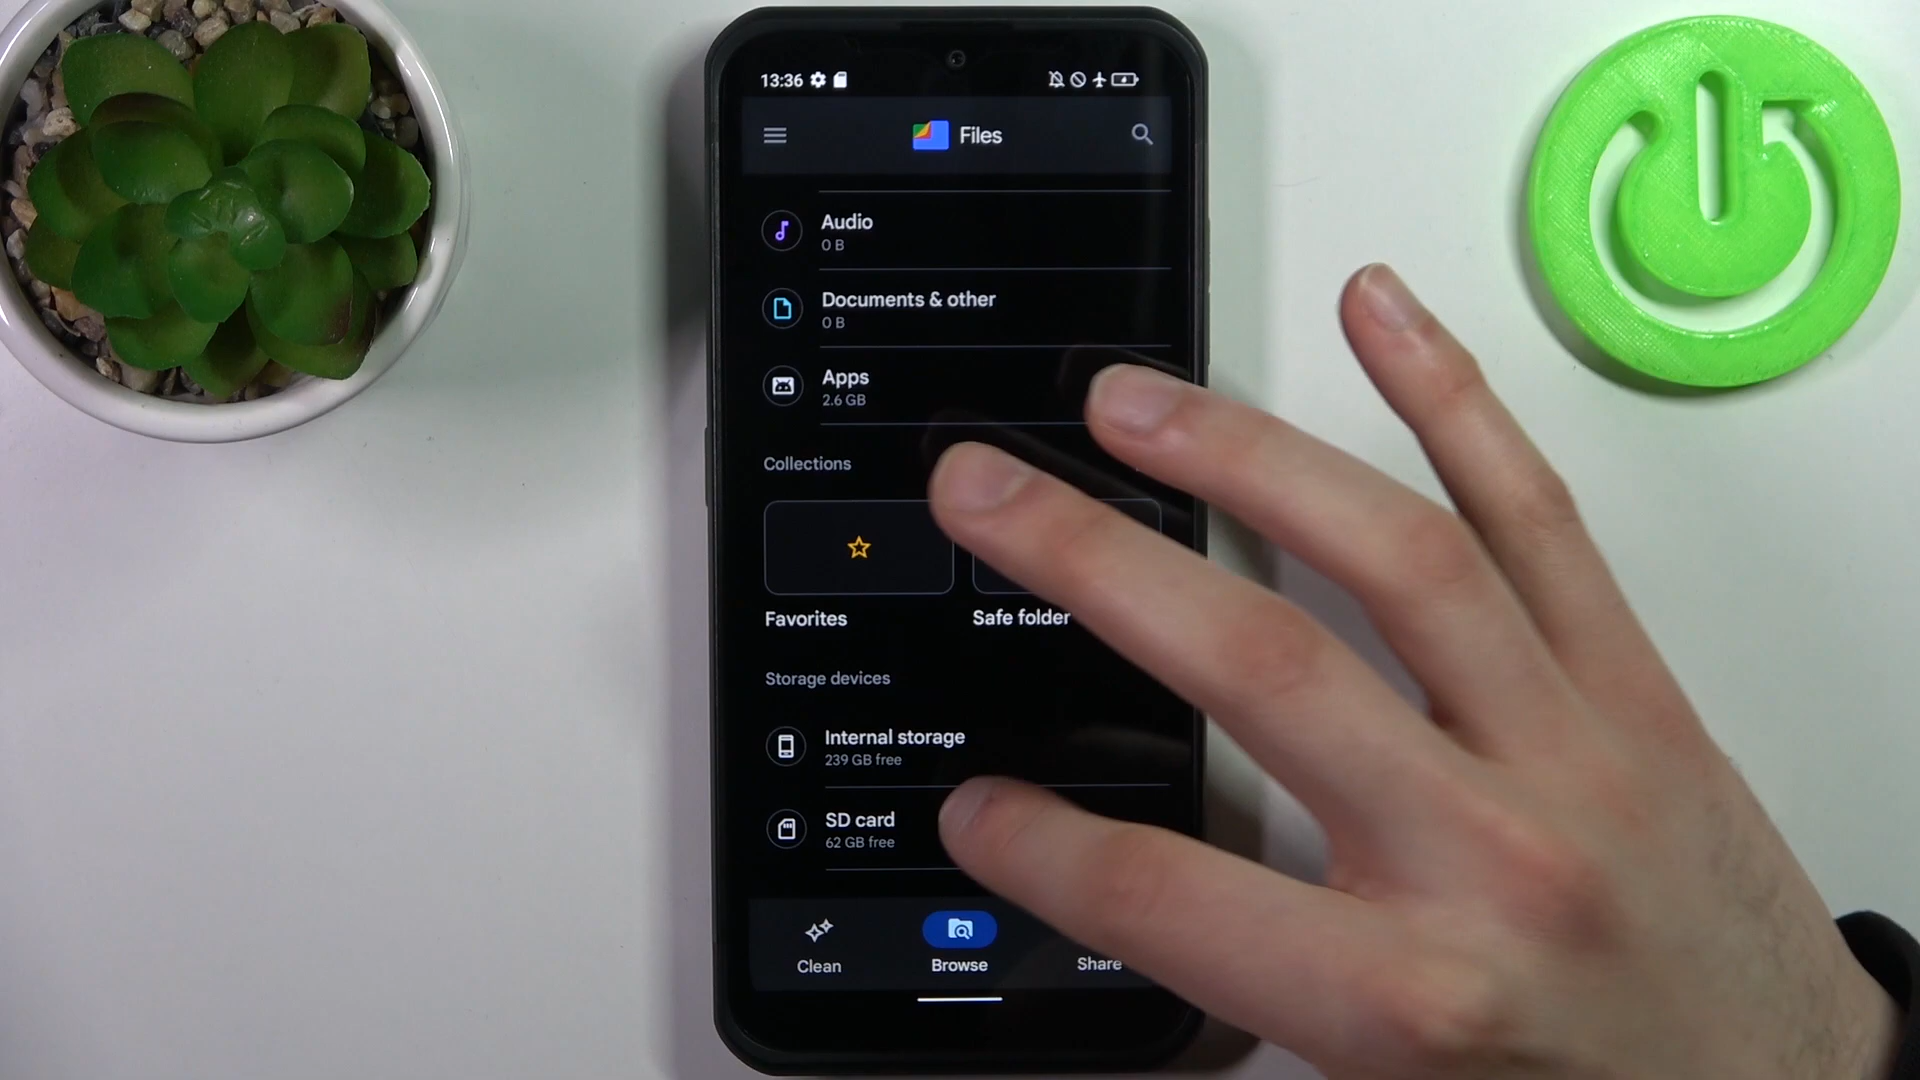 13:36
Files
Audio
0 B
Documents & other
0 B
Apps
2.6 GB
Collections
Favorites
Safe folder
Storage devices
Internal storage
239 GB free
SD card
62 GB free
Clean
Browse
Share